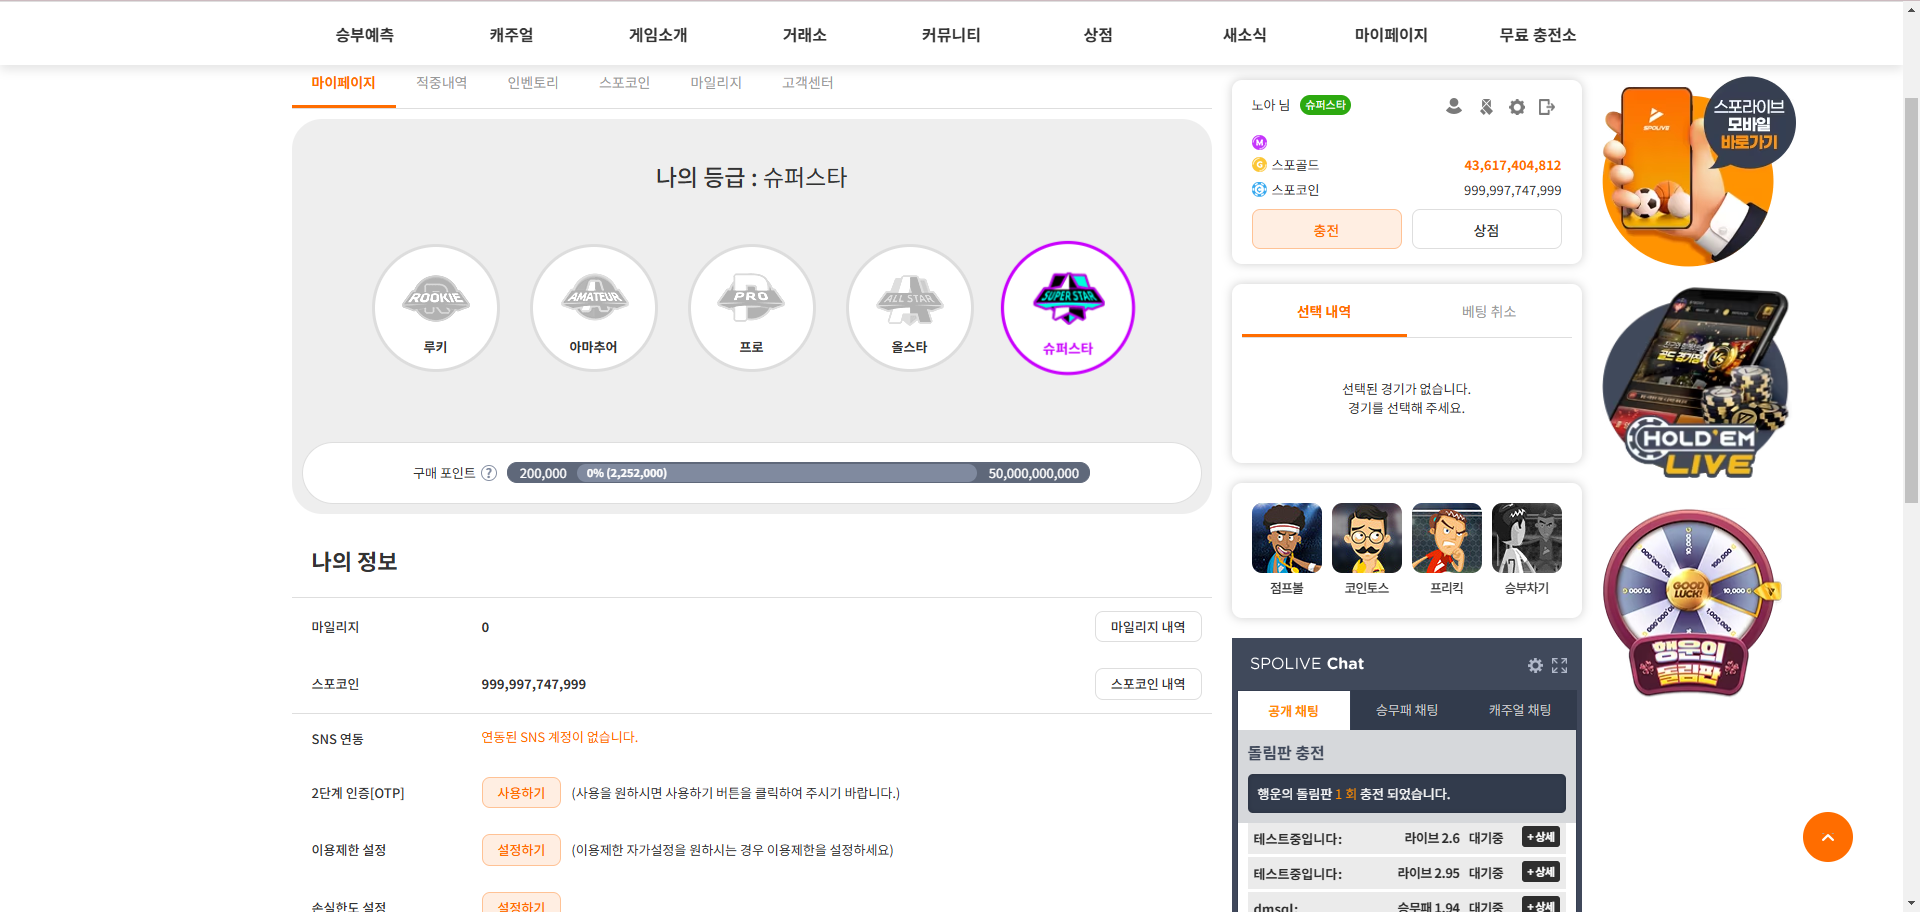 승부예측 캐주얼 게임소개 거래소 커뮤니티 상점 새소식 마이페이지 무료 충전소
마이페이지 적중내역 인벤토리 스포코인 마일리지 고객센터
나의 등급 : 슈퍼스타
ROOKIE
루키
AMATEUR
아마추어
PRO
프로
ALL STAR
올스타
SUPER STAR
슈퍼스타
구매 포인트 ? 200,000 0% (2,252,000) 50,000,000,000
나의 정보
마일리지 0 마일리지 내역
스포코인 999,997,747,999 스포코인 내역
SNS 연동 연동된 SNS 계정이 없습니다.
2단계 인증[OTP] 사용하기 (사용을 원하시면 사용하기 버튼을 클릭하여 주시기 바랍니다.)
이용제한 설정 설정하기 (이용제한 자가설정을 원하시는 경우 이용제한을 설정하세요)
손실한도 설정 설정하기
노아 님 슈퍼스타
M
G 스포골드 43,617,404,812
C 스포코인 999,997,747,999
충전 상점
선택 내역 베팅 취소
선택된 경기가 없습니다.
경기를 선택해 주세요.
점프볼 코인토스 프리킥 승부차기
SPOLIVE Chat
공개 채팅 승무패 채팅 캐주얼 채팅
돌림판 충전
행운의 돌림판 1 회 충전 되었습니다.
테스트중입니다: 라이브 2.6 대기중 +상세
테스트중입니다: 라이브 2.95 대기중 +상세
dmsql: 승무패 1.94 대기중 +상세
SPOLIVE
스포라이브
모바일
바로가기
골드 경기장
VS
HOLD'EM
LIVE
100,000
10,000 G
1,000,000
GOOD
LUCK!
행운의
돌림판